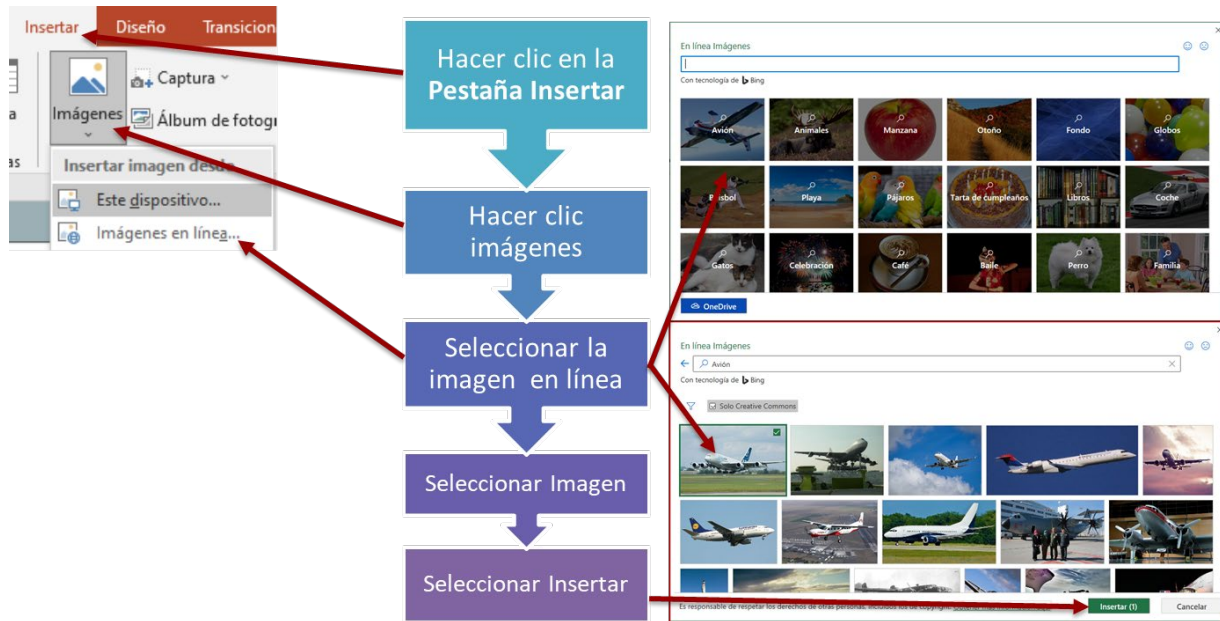 Insertar Diseño Transicion
Imágenes
Captura
Álbum de fotogr
a
as
Insertar imagen desde
Este dispositivo...
Imágenes en línea...
Hacer clic en la
Pestaña Insertar
Hacer clic
imágenes
Seleccionar la
imagen en línea
Seleccionar Imagen
Seleccionar Insertar
En línea Imágenes
Con tecnología de Bing
Avión Animales Manzana Otoño Fondo Globos
Béisbol Playa Pájaros Tarta de cumpleaños Libros Coche
Gatos Celebración Café Baile Perro Familia
OneDrive
En línea Imágenes
Avión
Con tecnología de Bing
Solo Creative Commons
Es responsable de respetar los derechos de otras personas, incluidos los de copyright.
Insertar (1) Cancelar